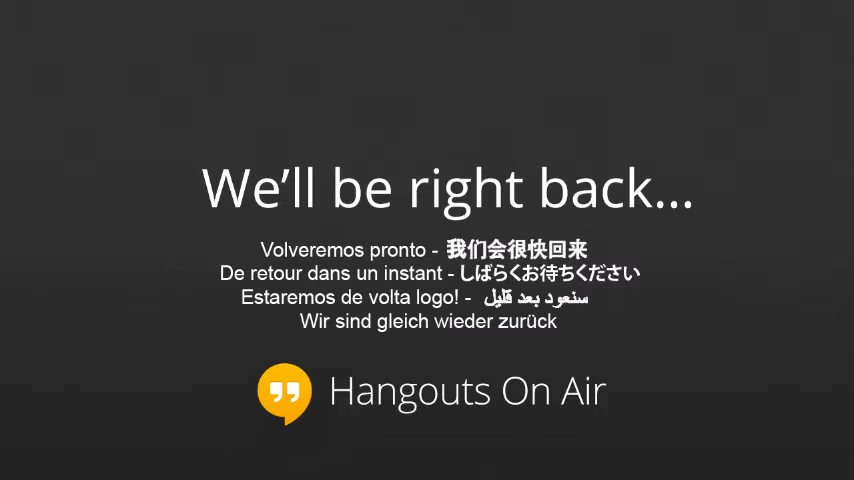 We'll be right back...
Volveremos pronto - 我们会很快回来
De retour dans un instant - しばらくお待ちください
Estaremos de volta logo! - سنعود بعد قليل
Wir sind gleich wieder zurück
Hangouts On Air